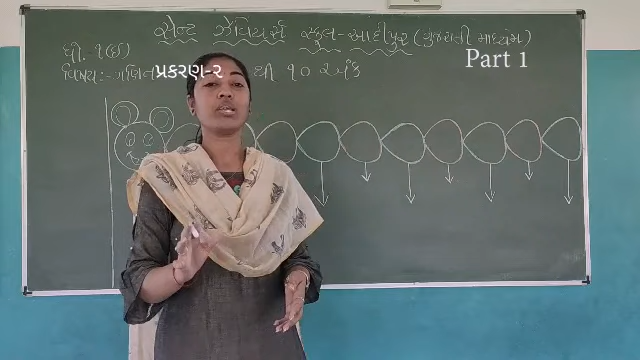 સેન્ટ ઝેવિયર્સ સ્કૂલ-આદીપુર (ગુજરાતી માધ્યમ)
ધો.-૧(ઈ)
Part 1
વિષય:- ગણિત પ્રકરણ-૨ થી ૧૦ અંક